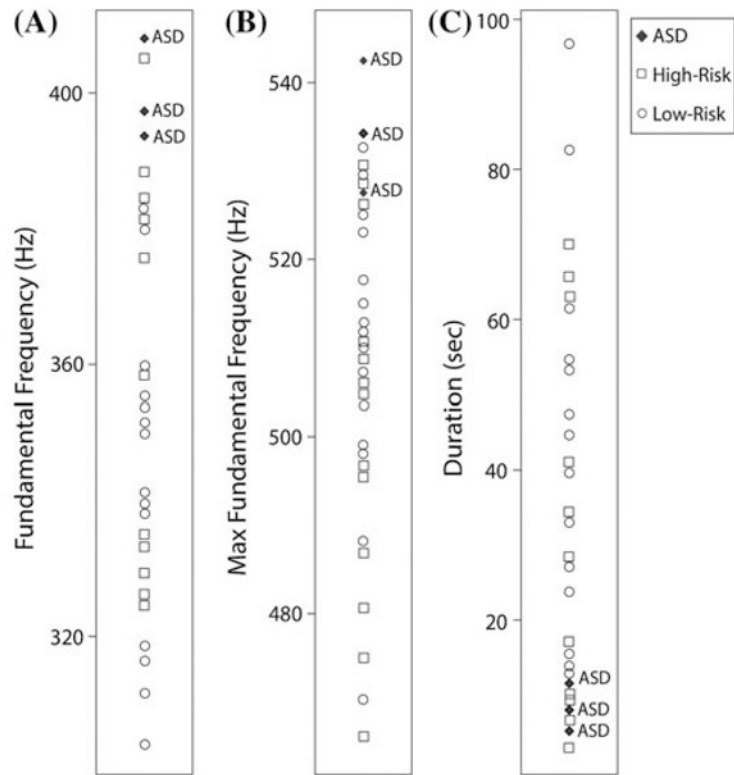 (A)
Fundamental Frequency (Hz)
400
360
320
ASD
ASD
ASD
(B)
Max Fundamental Frequency (Hz)
540
520
500
480
ASD
ASD
ASD
(C)
Duration (sec)
100
80
60
40
20
ASD
ASD
ASD
ASD
High-Risk
Low-Risk